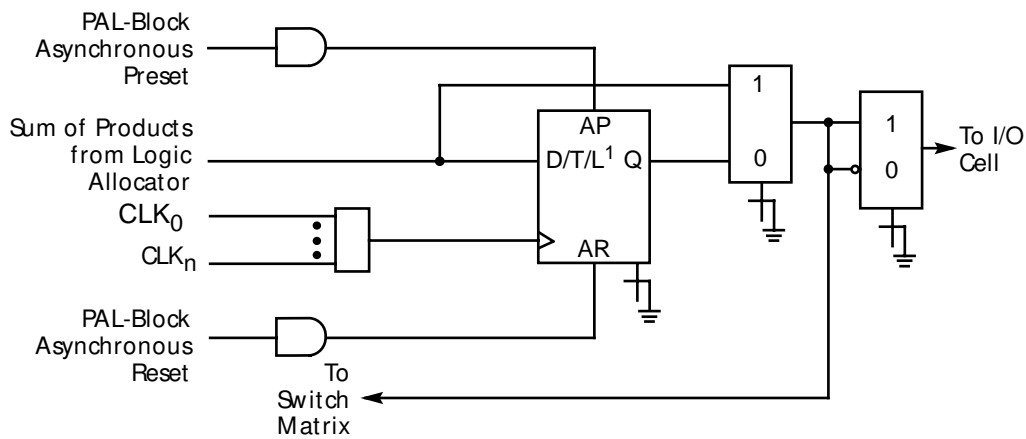 PAL-Block
Asynchronous
Preset
Sum of Products
from Logic
Allocator
CLK0
CLKn
PAL-Block
Asynchronous
Reset
AP
D/T/L1 Q
AR
1
0
1
0
To I/O
Cell
To
Switch
Matrix